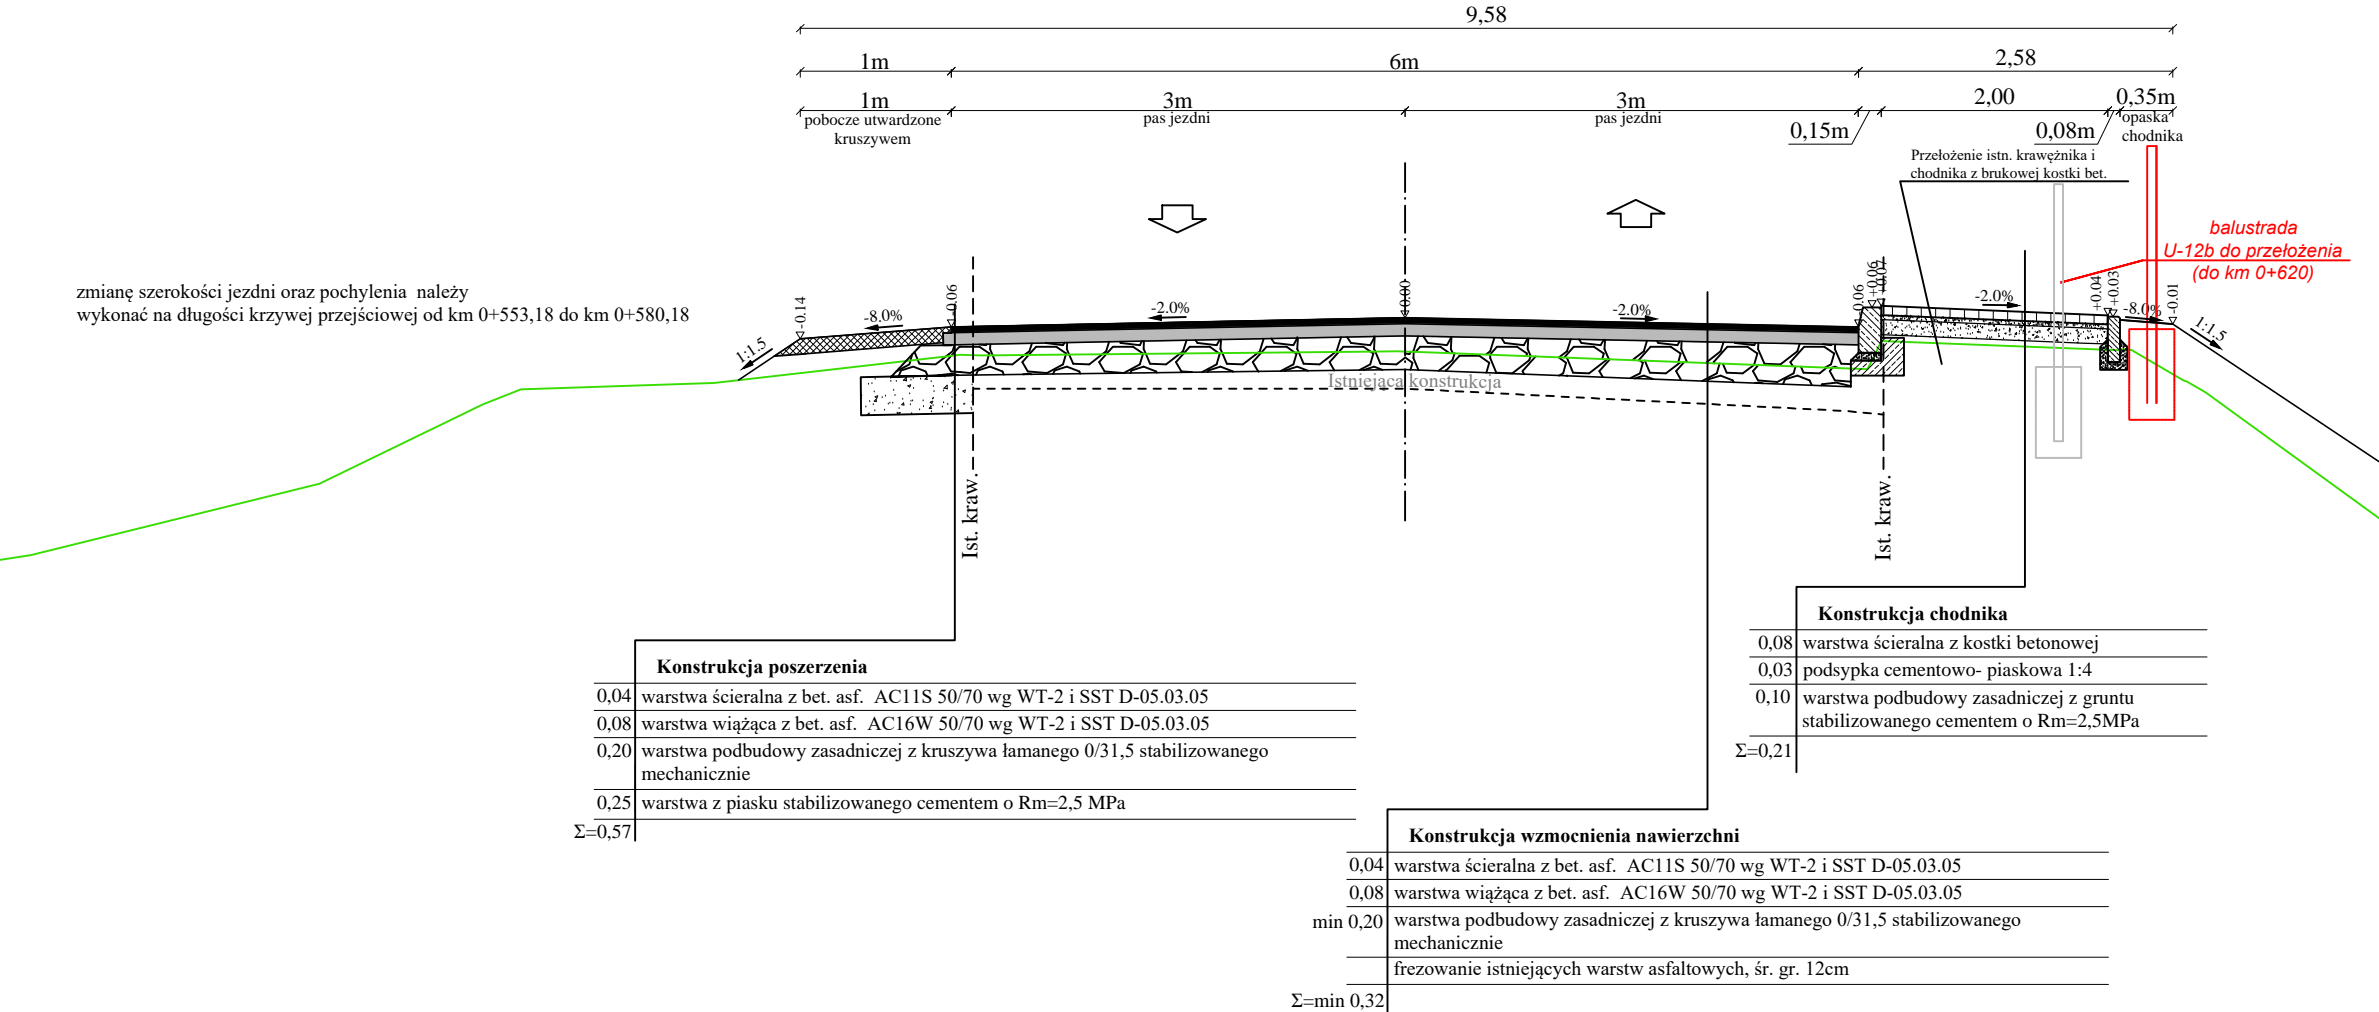 9,58
1m 6m 2,58
1m 3m 3m 2,00 0,35m
pobocze utwardzone
kruszywem
pas jezdni
pas jezdni
0,15m
0,08m
opaska
chodnika
Przełożenie istn. krawężnika i
chodnika z brukowej kostki bet.
balustrada
U-12b do przełożenia
(do km 0+620)
zmianę szerokości jezdni oraz pochylenia należy
wykonać na długości krzywej przejściowej od km 0+553,18 do km 0+580,18
1:1.5
-0.14
-8.0%
-0.06
-2.0%
±0.00
-2.0%
-0.06
+0.06
+0.07
-2.0%
+0.04
+0.03
-8.0%
-0.01
1:1.5
Istniejąca konstrukcja
Ist. kraw.
Ist. kraw.
Konstrukcja poszerzenia
0,04 warstwa ścieralna z bet. asf. AC11S 50/70 wg WT-2 i SST D-05.03.05
0,08 warstwa wiążąca z bet. asf. AC16W 50/70 wg WT-2 i SST D-05.03.05
0,20 warstwa podbudowy zasadniczej z kruszywa łamanego 0/31,5 stabilizowanego
mechanicznie
0,25 warstwa z piasku stabilizowanego cementem o Rm=2,5 MPa
Σ=0,57
Konstrukcja chodnika
0,08 warstwa ścieralna z kostki betonowej
0,03 podsypka cementowo- piaskowa 1:4
0,10 warstwa podbudowy zasadniczej z gruntu
stabilizowanego cementem o Rm=2,5MPa
Σ=0,21
Konstrukcja wzmocnienia nawierzchni
0,04 warstwa ścieralna z bet. asf. AC11S 50/70 wg WT-2 i SST D-05.03.05
0,08 warstwa wiążąca z bet. asf. AC16W 50/70 wg WT-2 i SST D-05.03.05
min 0,20 warstwa podbudowy zasadniczej z kruszywa łamanego 0/31,5 stabilizowanego
mechanicznie
frezowanie istniejących warstw asfaltowych, śr. gr. 12cm
Σ=min 0,32